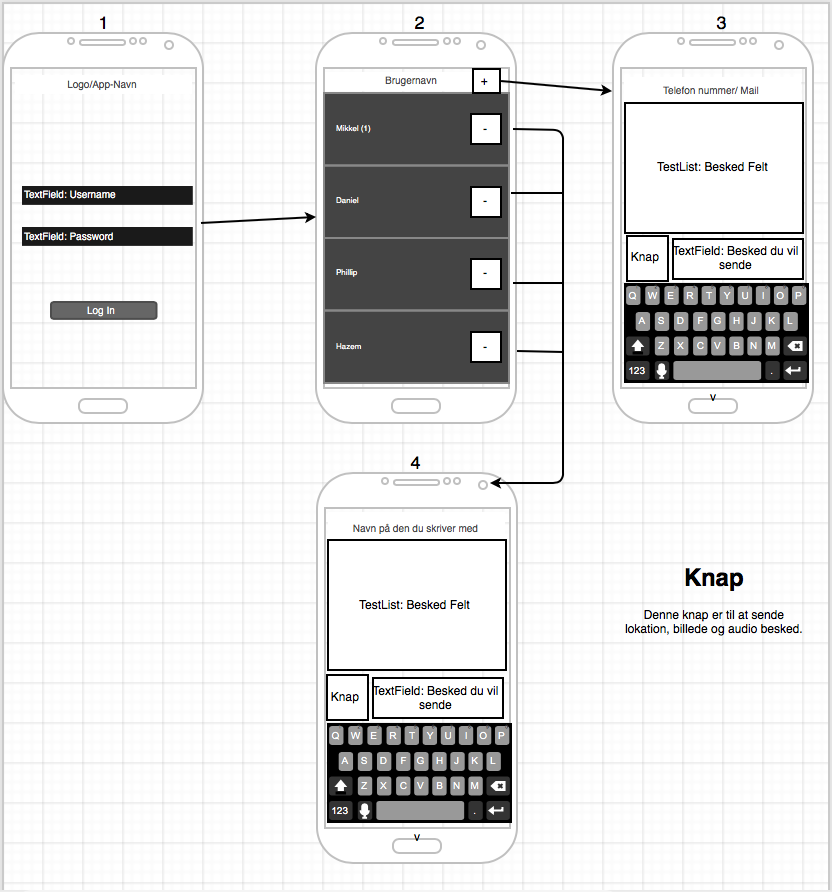 1
Logo/App-Navn
TextField: Username
TextField: Password
Log In
2
Brugernavn
+
Mikkel (1)
-
Daniel
-
Phillip
-
Hazem
-
3
Telefon nummer/ Mail
TestList: Besked Felt
Knap
TextField: Besked du vil
sende
Q W E R T Y U I O P
A S D F G H J K L
Z X C V B N M
123 .
v
4
Navn på den du skriver med
TestList: Besked Felt
Knap
TextField: Besked du vil
sende
Q W E R T Y U I O P
A S D F G H J K L
Z X C V B N M
123 .
v
Knap
Denne knap er til at sende
lokation, billede og audio besked.